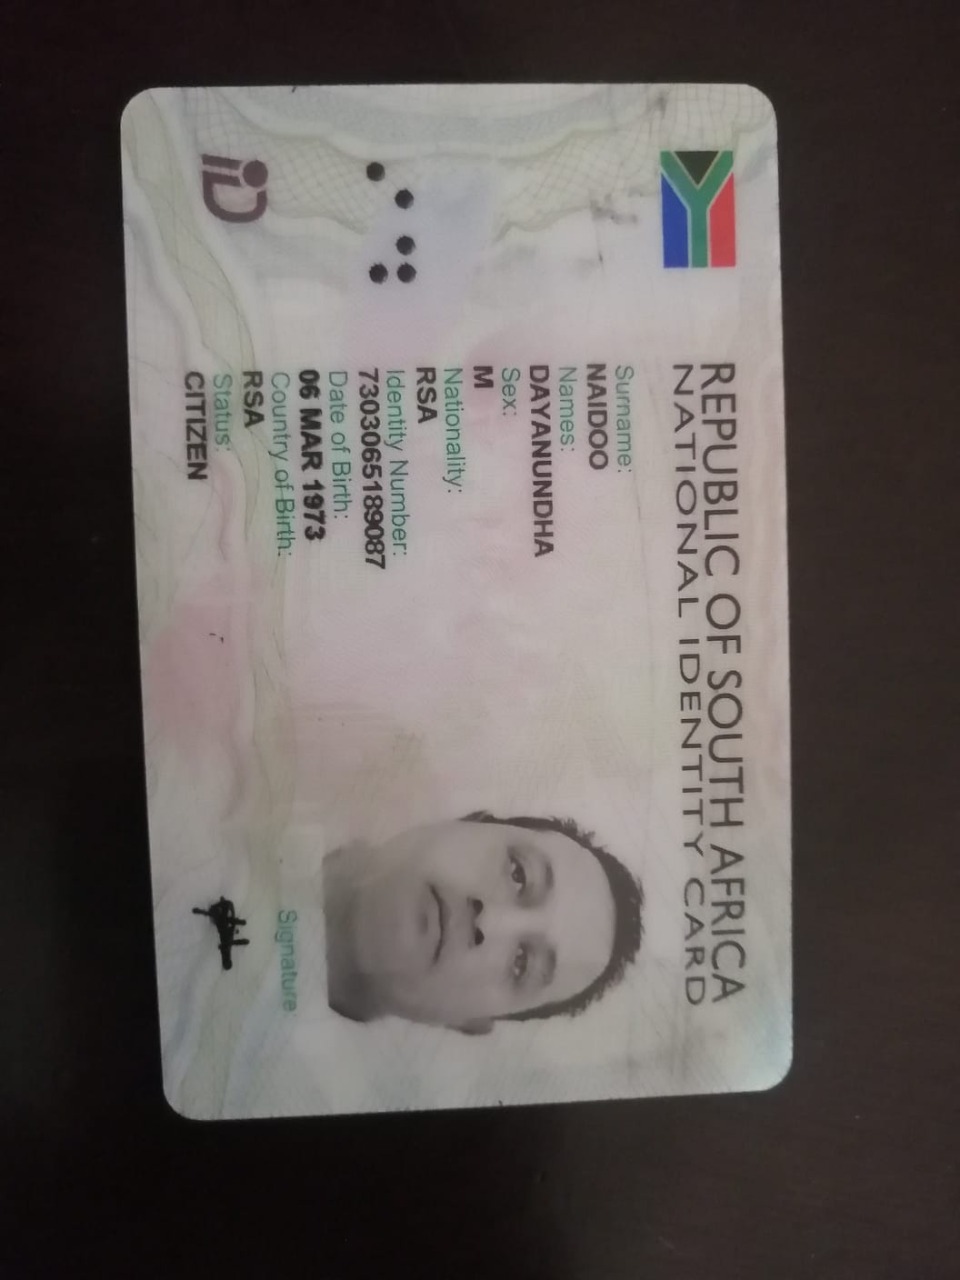 REPUBLIC OF SOUTH AFRICA
NATIONAL IDENTITY CARD
Surname:
NAIDOO
Names:
DAYANUNDHA
Sex:
M
Nationality:
RSA
Identity Number:
7303065189087
Date of Birth:
06 MAR 1973
Country of Birth:
RSA
Status:
CITIZEN
Signature:
iD